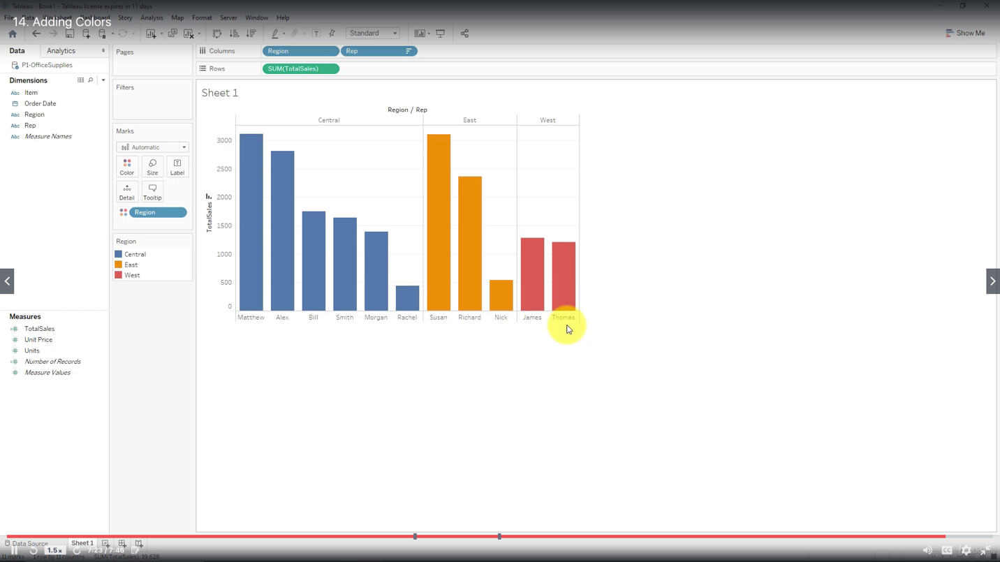 Tableau - Book1 - Tableau license expires in 11 days
File Data Worksheet Dashboard Story Analysis Map Format Server Window Help
14. Adding Colors
Standard
Show Me
Data Analytics
Pages
Columns Region Rep
P1-OfficeSupplies
Rows SUM(TotalSales)
Dimensions
Filters
Abc Item
Order Date
Abc Region
Abc Rep
Abc Measure Names
Sheet 1
Region / Rep
Central East West
Marks
Automatic
Color Size Label
Detail Tooltip
Region
Region
Central
East
West
TotalSales
3000
2500
2000
1500
1000
500
0
Matthew Alex Bill Smith Morgan Rachel Susan Richard Nick James Thomas
Measures
TotalSales
Unit Price
Units
Number of Records
Measure Values
Data Source Sheet 1
1.5x 7:23 / 7:46 CC
11 marks 1 row by 11 columns SUM(TotalSales): 19,628